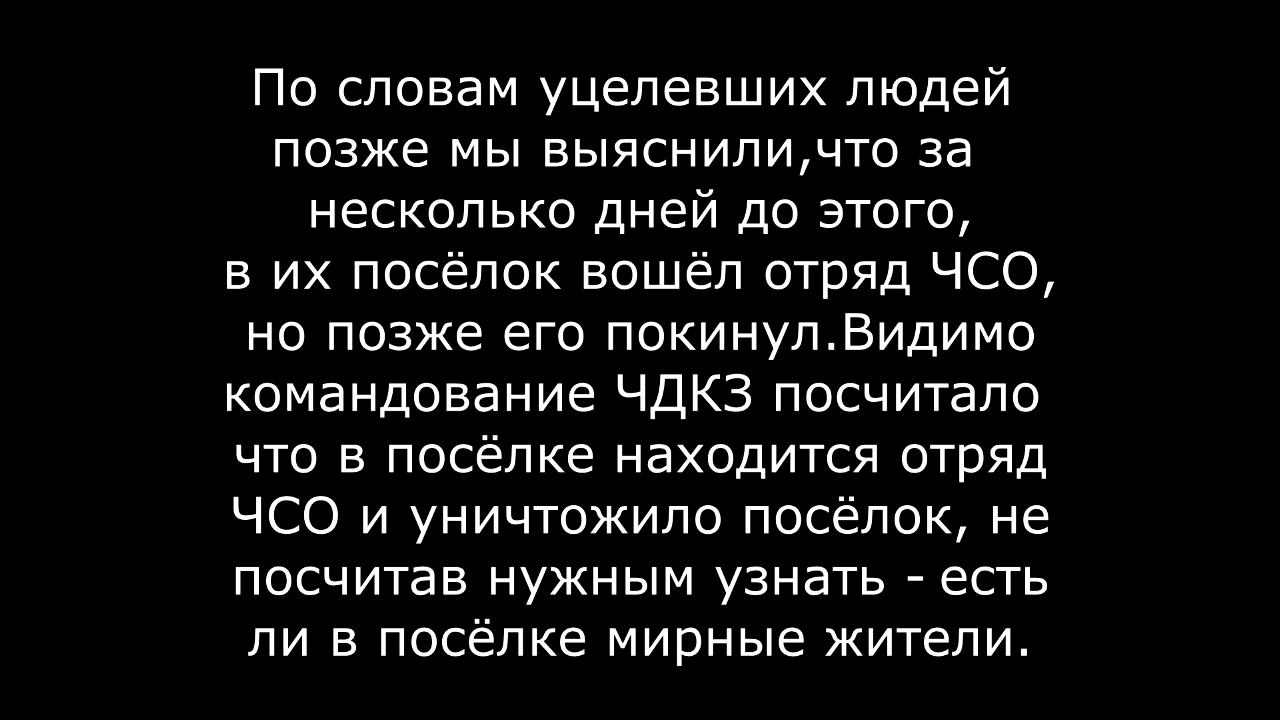 По словам уцелевших людей
позже мы выяснили,что за
несколько дней до этого,
в их посёлок вошёл отряд ЧСО,
но позже его покинул.Видимо
командование ЧДКЗ посчитало
что в посёлке находится отряд
ЧСО и уничтожило посёлок, не
посчитав нужным узнать - есть
ли в посёлке мирные жители.